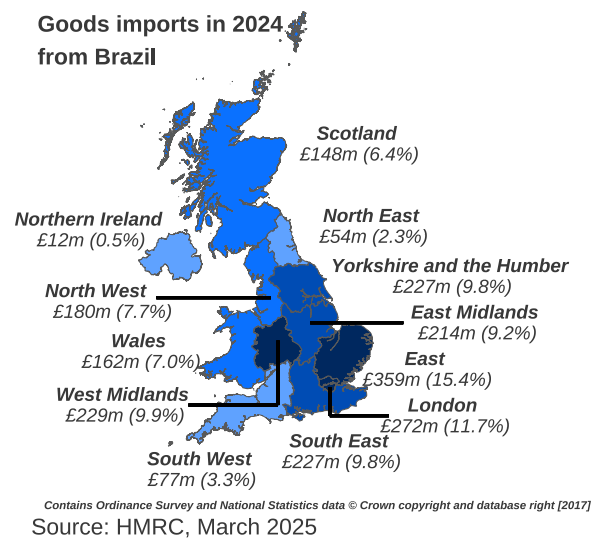 Goods imports in 2024
from Brazil
Scotland
£148m (6.4%)
Northern Ireland
£12m (0.5%)
North East
£54m (2.3%)
Yorkshire and the Humber
£227m (9.8%)
North West
£180m (7.7%)
East Midlands
£214m (9.2%)
Wales
£162m (7.0%)
East
£359m (15.4%)
West Midlands
£229m (9.9%)
London
£272m (11.7%)
South East
£227m (9.8%)
South West
£77m (3.3%)
Contains Ordinance Survey and National Statistics data © Crown copyright and database right [2017]
Source: HMRC, March 2025